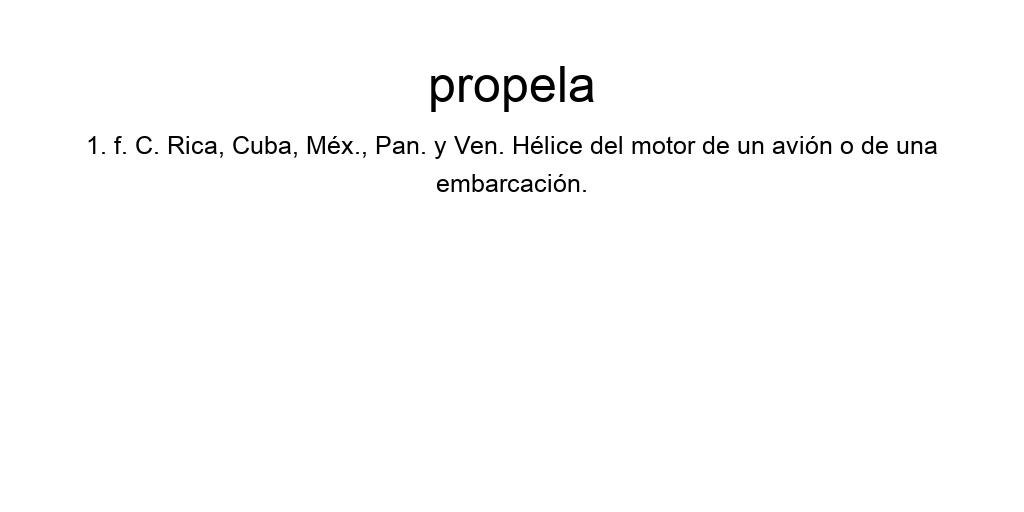 propela
1. f. C. Rica, Cuba, Méx., Pan. y Ven. Hélice del motor de un avión o de una
embarcación.